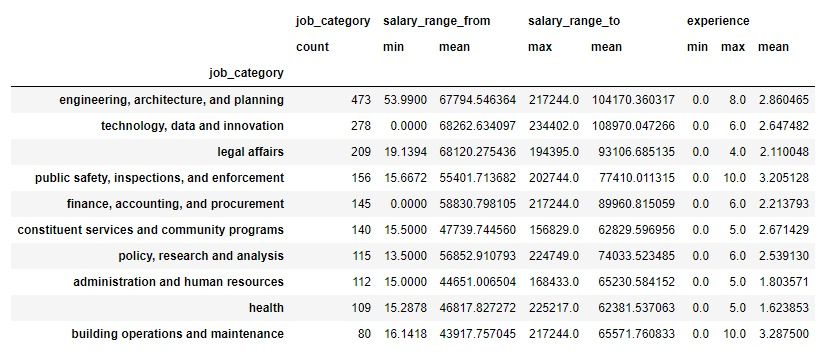 job_category salary_range_from salary_range_to experience
count min mean max mean min max mean
job_category
engineering, architecture, and planning 473 53.9900 67794.546364 217244.0 104170.360317 0.0 8.0 2.860465
technology, data and innovation 278 0.0000 68262.634097 234402.0 108970.047266 0.0 6.0 2.647482
legal affairs 209 19.1394 68120.275436 194395.0 93106.685135 0.0 4.0 2.110048
public safety, inspections, and enforcement 156 15.6672 55401.713682 202744.0 77410.011315 0.0 10.0 3.205128
finance, accounting, and procurement 145 0.0000 58830.798105 217244.0 89960.815059 0.0 6.0 2.213793
constituent services and community programs 140 15.5000 47739.744560 156829.0 62829.596956 0.0 5.0 2.671429
policy, research and analysis 115 13.5000 56852.910793 224749.0 74033.523485 0.0 6.0 2.539130
administration and human resources 112 15.0000 44651.006504 168433.0 65230.584152 0.0 5.0 1.803571
health 109 15.2878 46817.827272 225217.0 62381.537063 0.0 5.0 1.623853
building operations and maintenance 80 16.1418 43917.757045 217244.0 65571.760833 0.0 10.0 3.287500